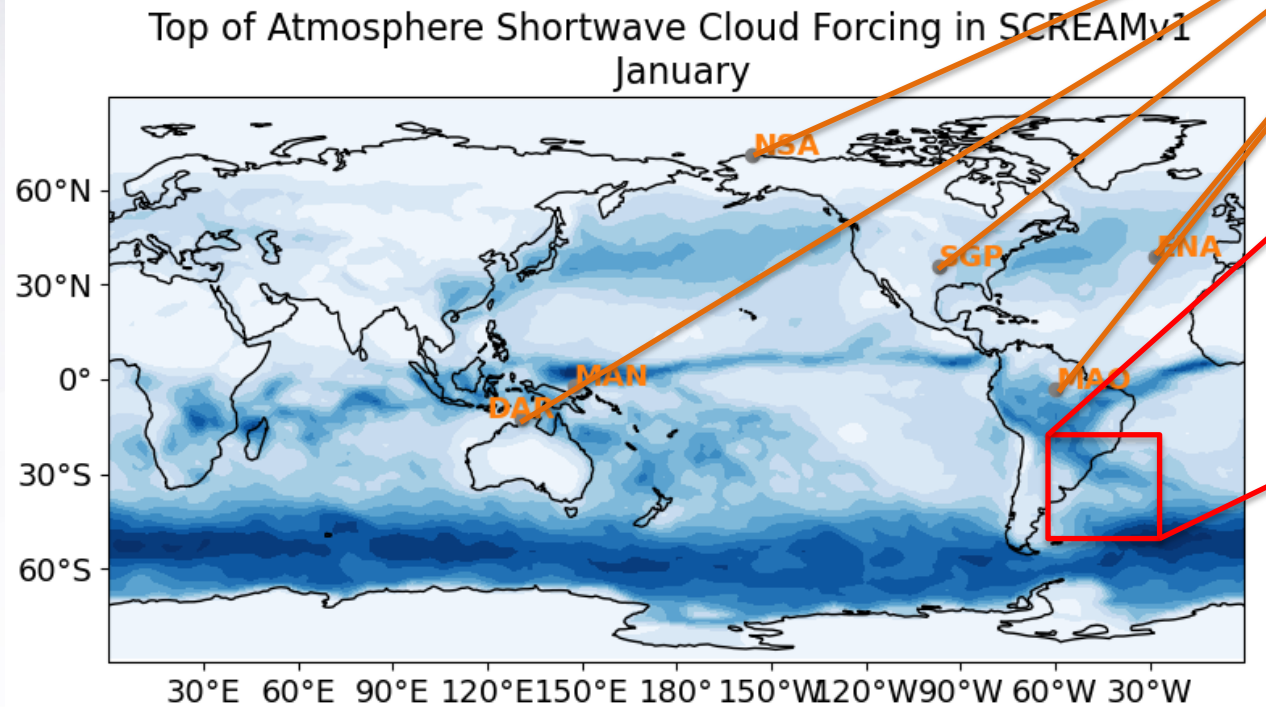 Top of Atmosphere Shortwave Cloud Forcing in SCREAMv1
January
NSA
60°N
SGP
ENA
30°N
0°
MAN
MAO
DAR
30°S
60°S
30°E 60°E 90°E 120°E 150°E 180° 150°W 120°W 90°W 60°W 30°W